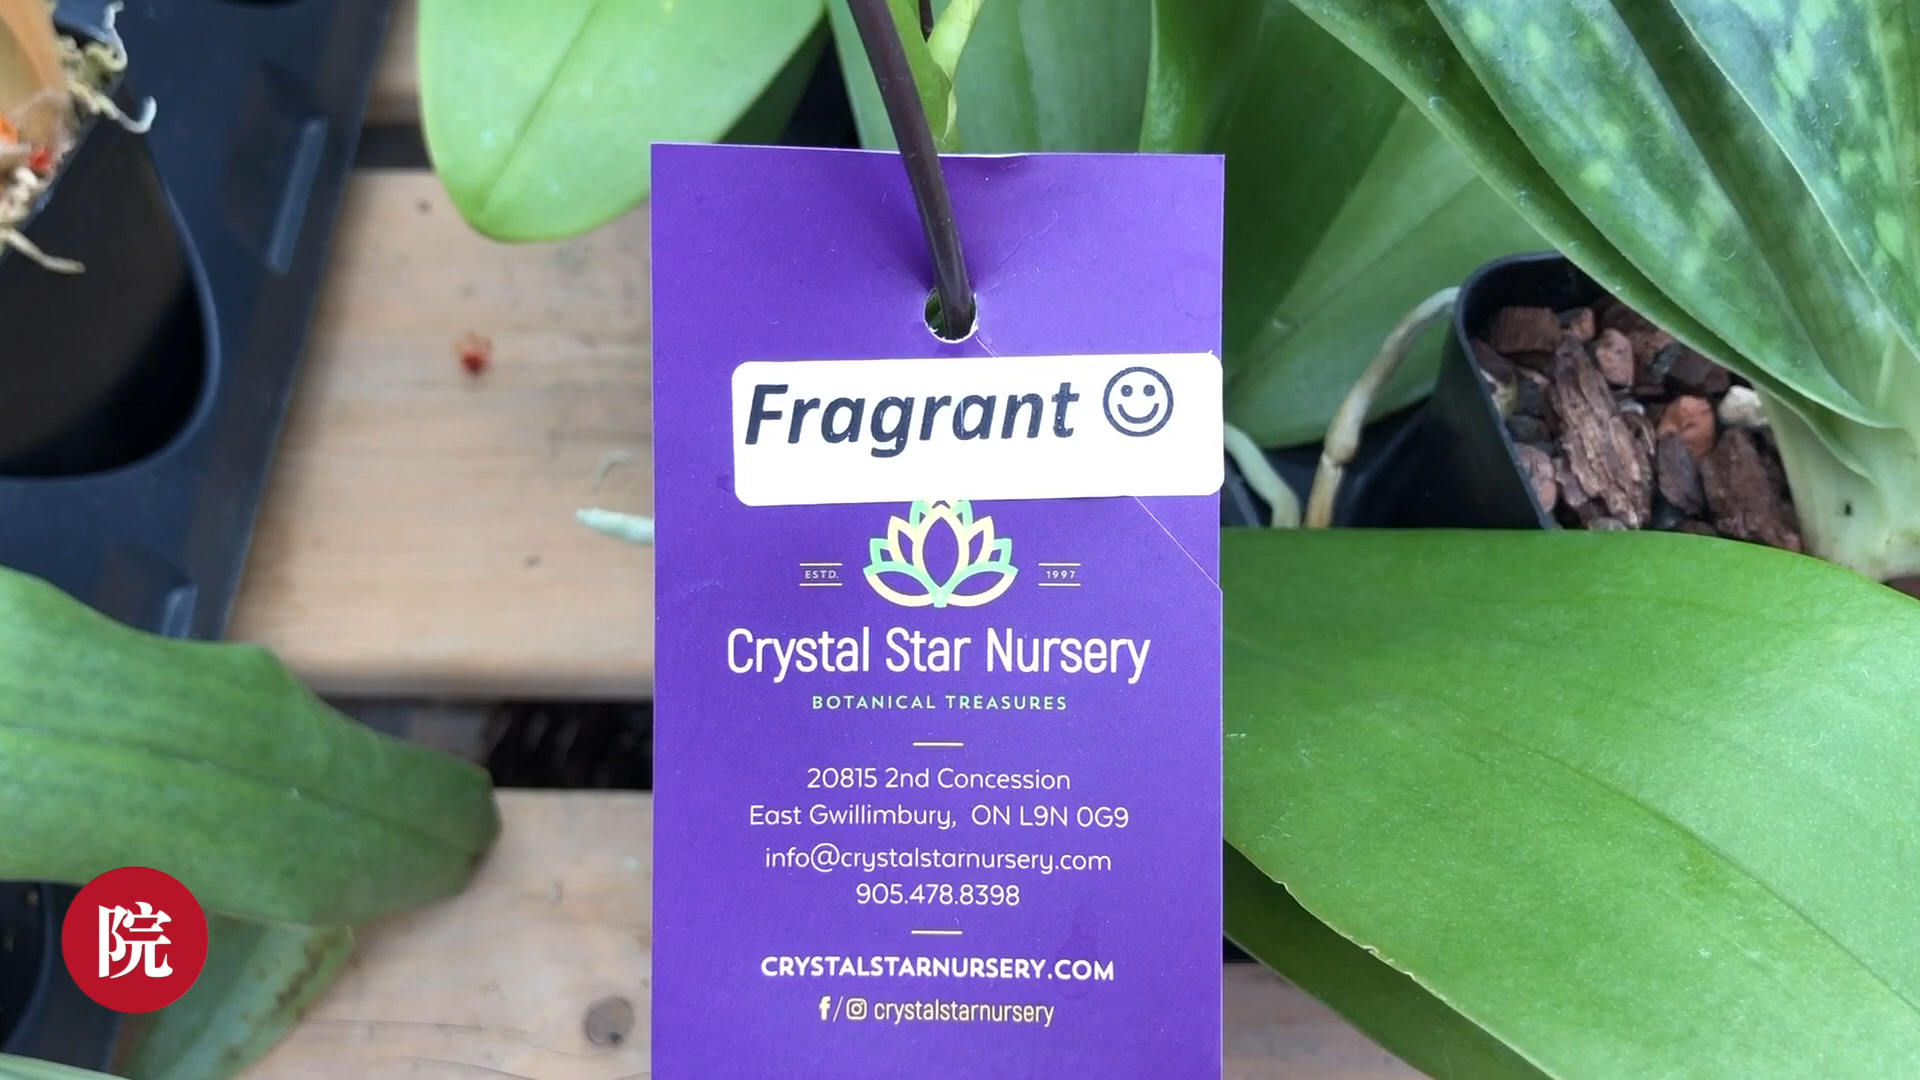 Fragrant ☺
ESTD. 1997
Crystal Star Nursery
BOTANICAL TREASURES
20815 2nd Concession
East Gwillimbury, ON L9N 0G9
info@crystalstarnursery.com
905.478.8398
CRYSTALSTARNURSERY.COM
f/ crystalstarnursery
院